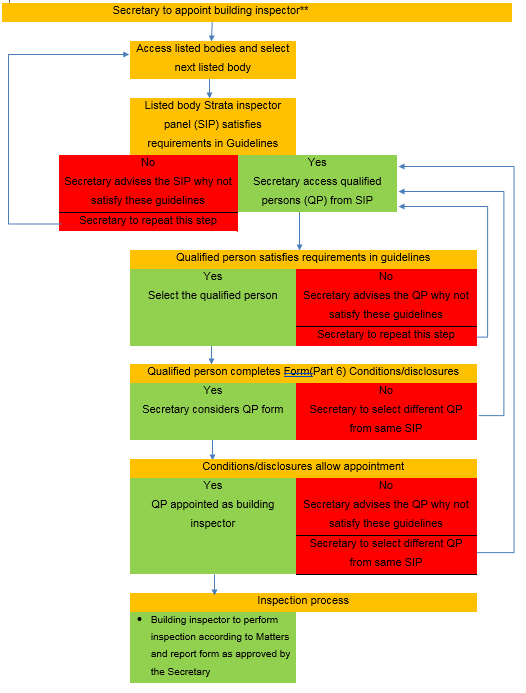 Secretary to appoint building inspector**
Access listed bodies and select
next listed body
Listed body Strata inspector
panel (SIP) satisfies
requirements in Guidelines
No
Secretary advises the SIP why not
satisfy these guidelines
Secretary to repeat this step
Yes
Secretary access qualified
persons (QP) from SIP
Qualified person satisfies requirements in guidelines
Yes
Select the qualified person
No
Secretary advises the QP why not
satisfy these guidelines
Secretary to repeat this step
Qualified person completes Form(Part 6) Conditions/disclosures
Yes
Secretary considers QP form
No
Secretary to select different QP
from same SIP
Conditions/disclosures allow appointment
Yes
QP appointed as building
inspector
No
Secretary advises the QP why not
satisfy these guidelines
Secretary to select different QP
from same SIP
Inspection process
• Building inspector to perform
inspection according to Matters
and report form as approved by
the Secretary